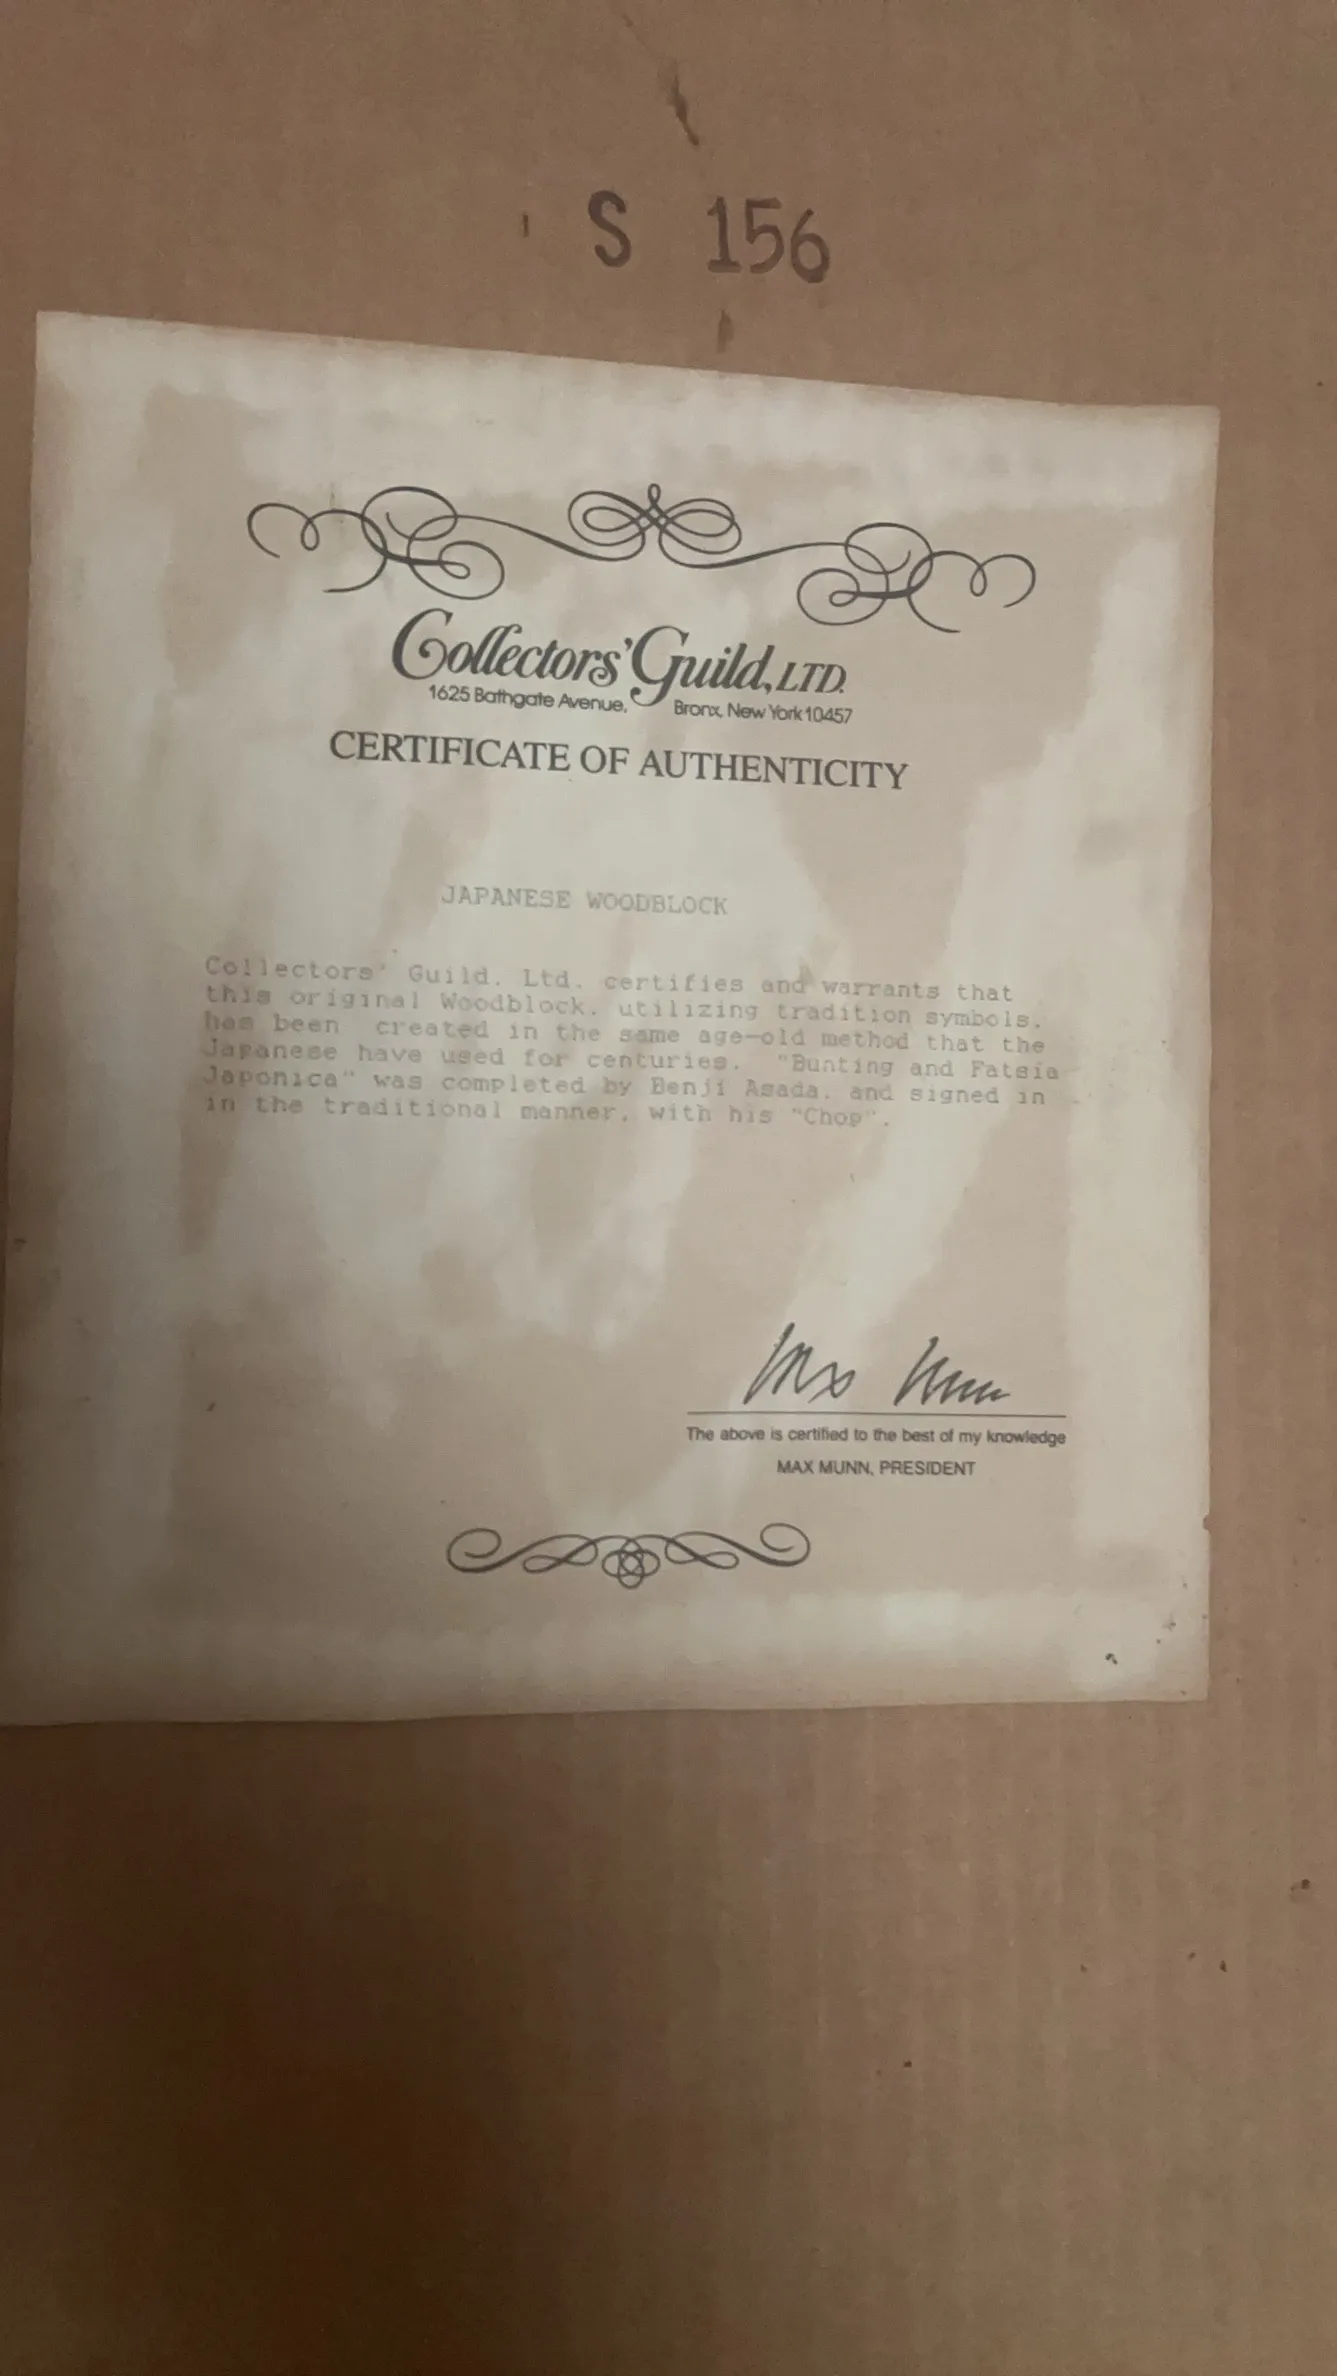 S 156
Collectors' Guild, LTD.
1625 Bathgate Avenue, Bronx, New York 10457
CERTIFICATE OF AUTHENTICITY
JAPANESE WOODBLOCK
Collectors' Guild, Ltd. certifies and warrants that
this original Woodblock, utilizing tradition symbols,
has been created in the same age-old method that the
Japanese have used for centuries. "Bunting and Fatsia
Japonica" was completed by Benji Asada, and signed in
in the traditional manner, with his "Chop".
Max Munn
The above is certified to the best of my knowledge
MAX MUNN, PRESIDENT